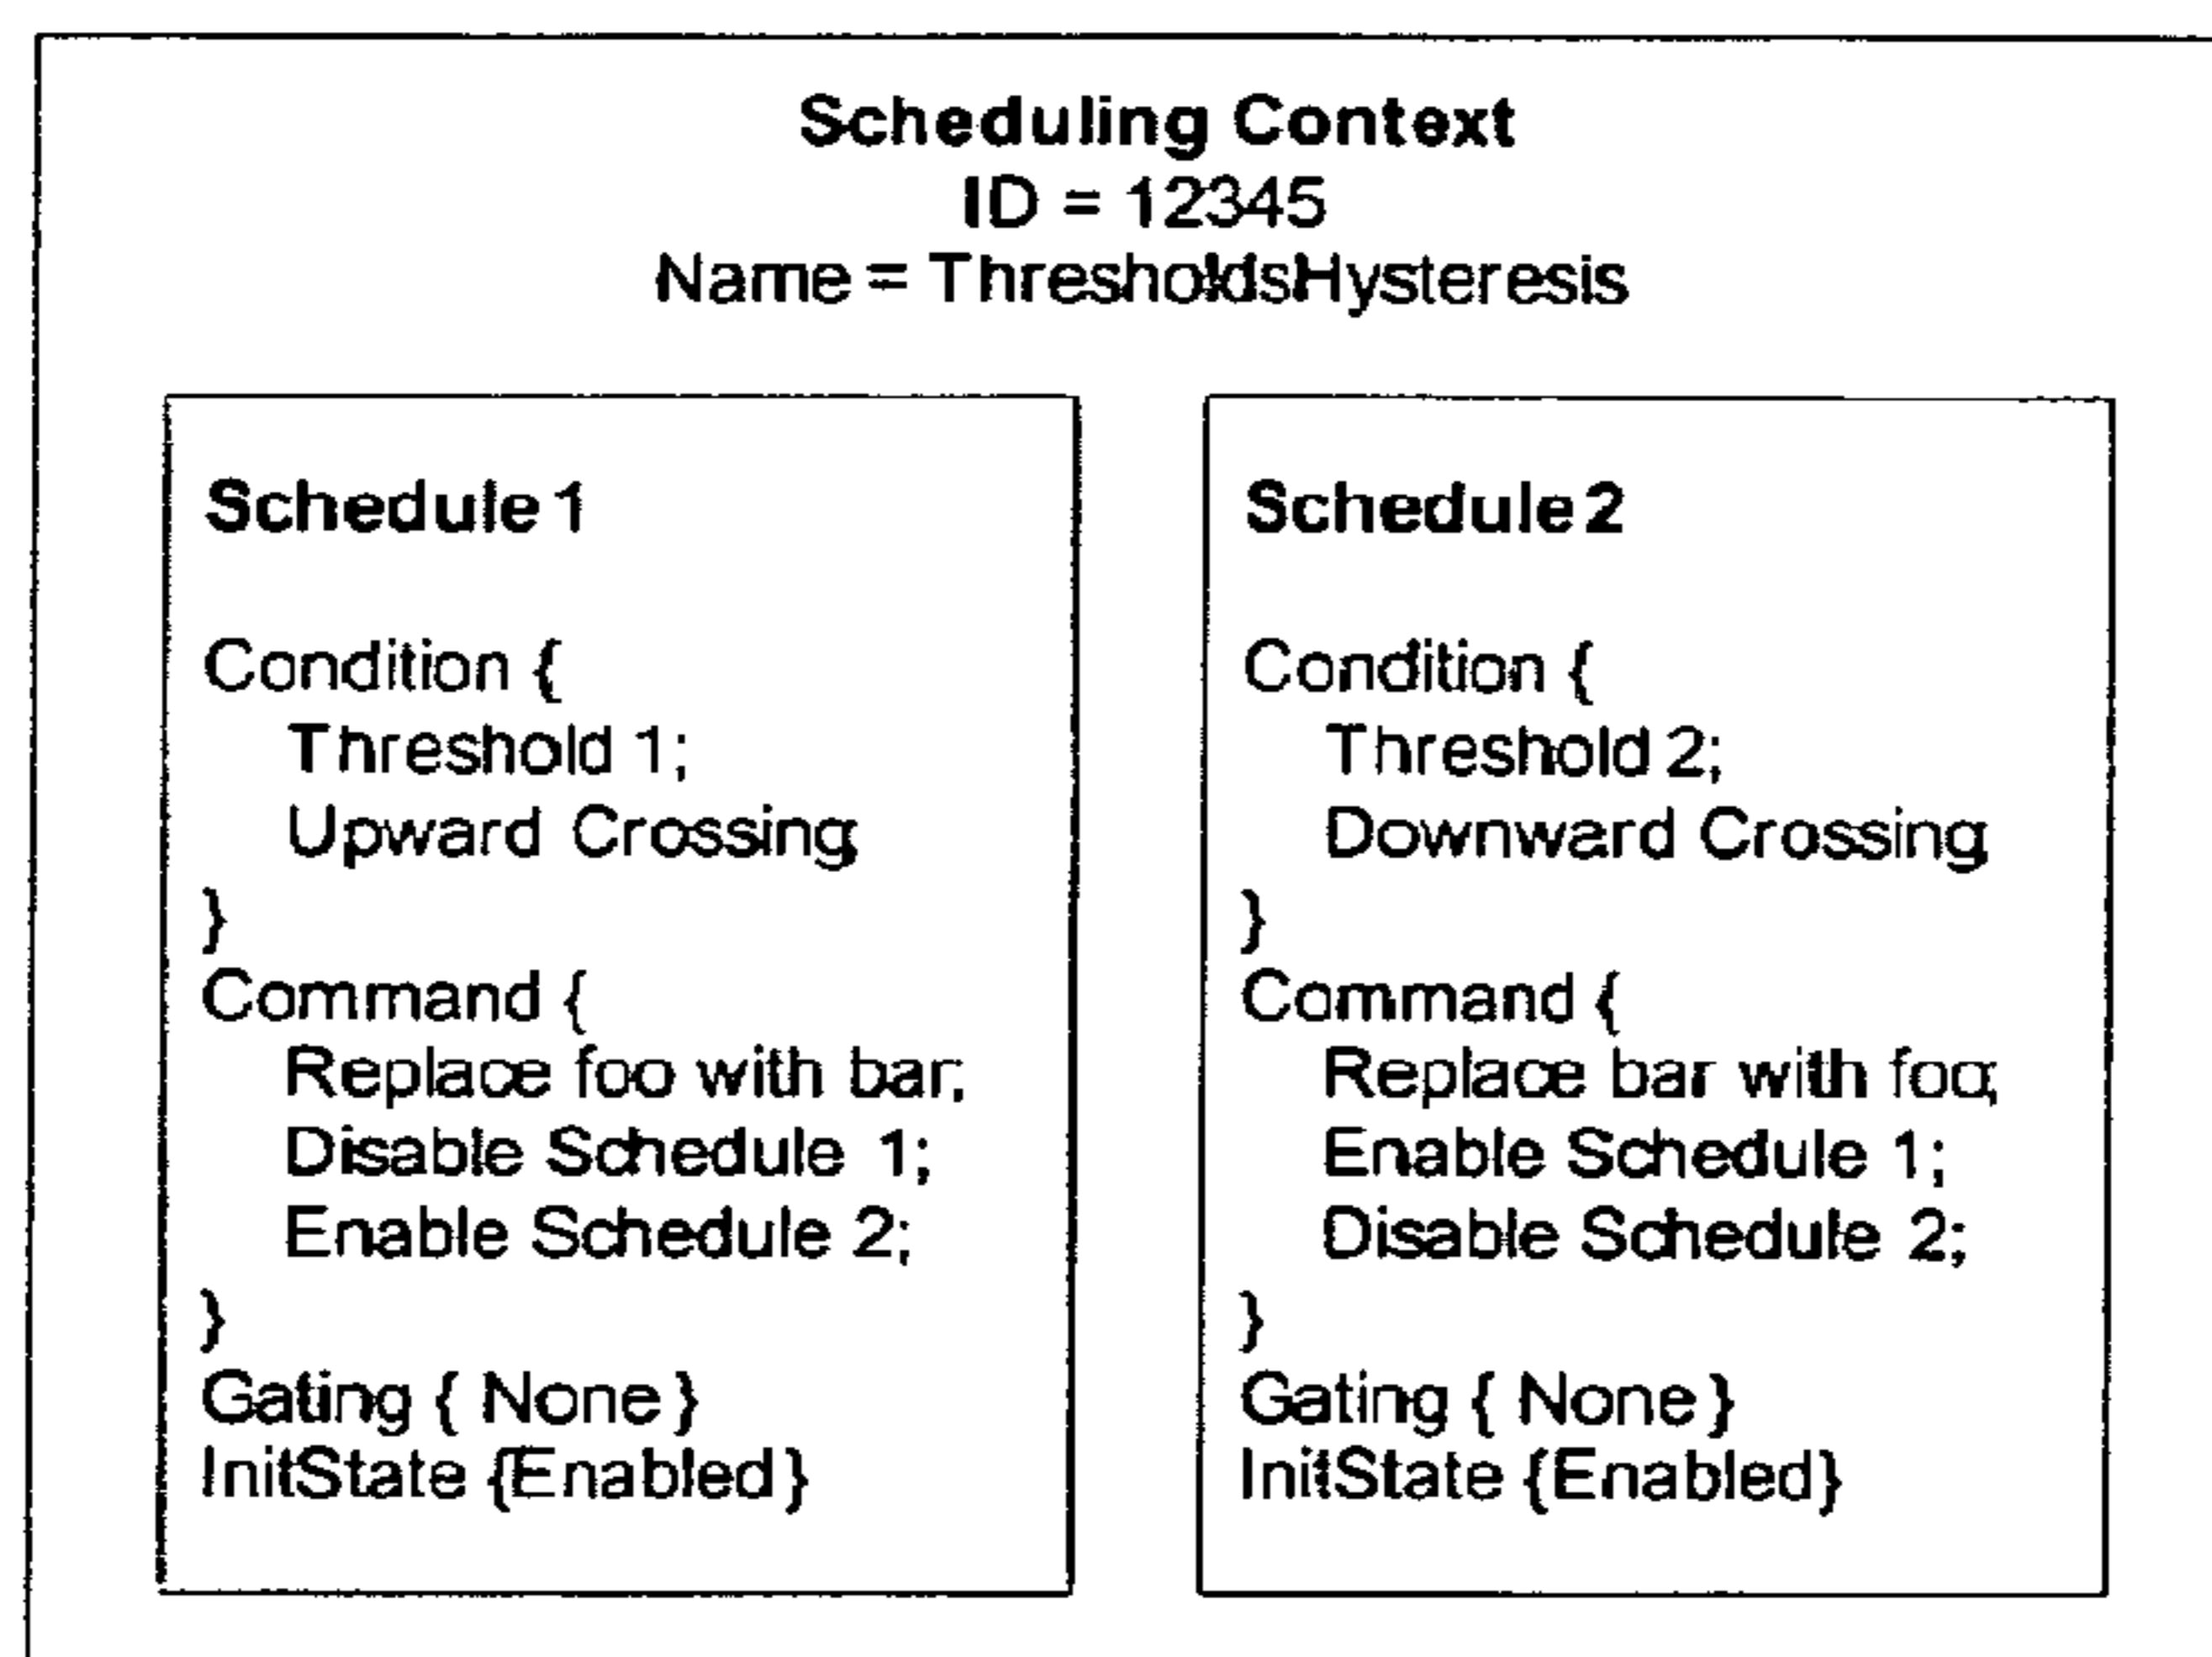 Scheduling Context
ID = 12345
Name = ThresholdsHysteresis
Schedule 1
Condition {
Threshold 1;
Upward Crossing
}
Command {
Replace foo with bar;
Disable Schedule 1;
Enable Schedule 2;
}
Gating { None }
InitState {Enabled}
Schedule 2
Condition {
Threshold 2;
Downward Crossing
}
Command {
Replace bar with foo;
Enable Schedule 1;
Disable Schedule 2;
}
Gating { None }
InitState {Enabled}